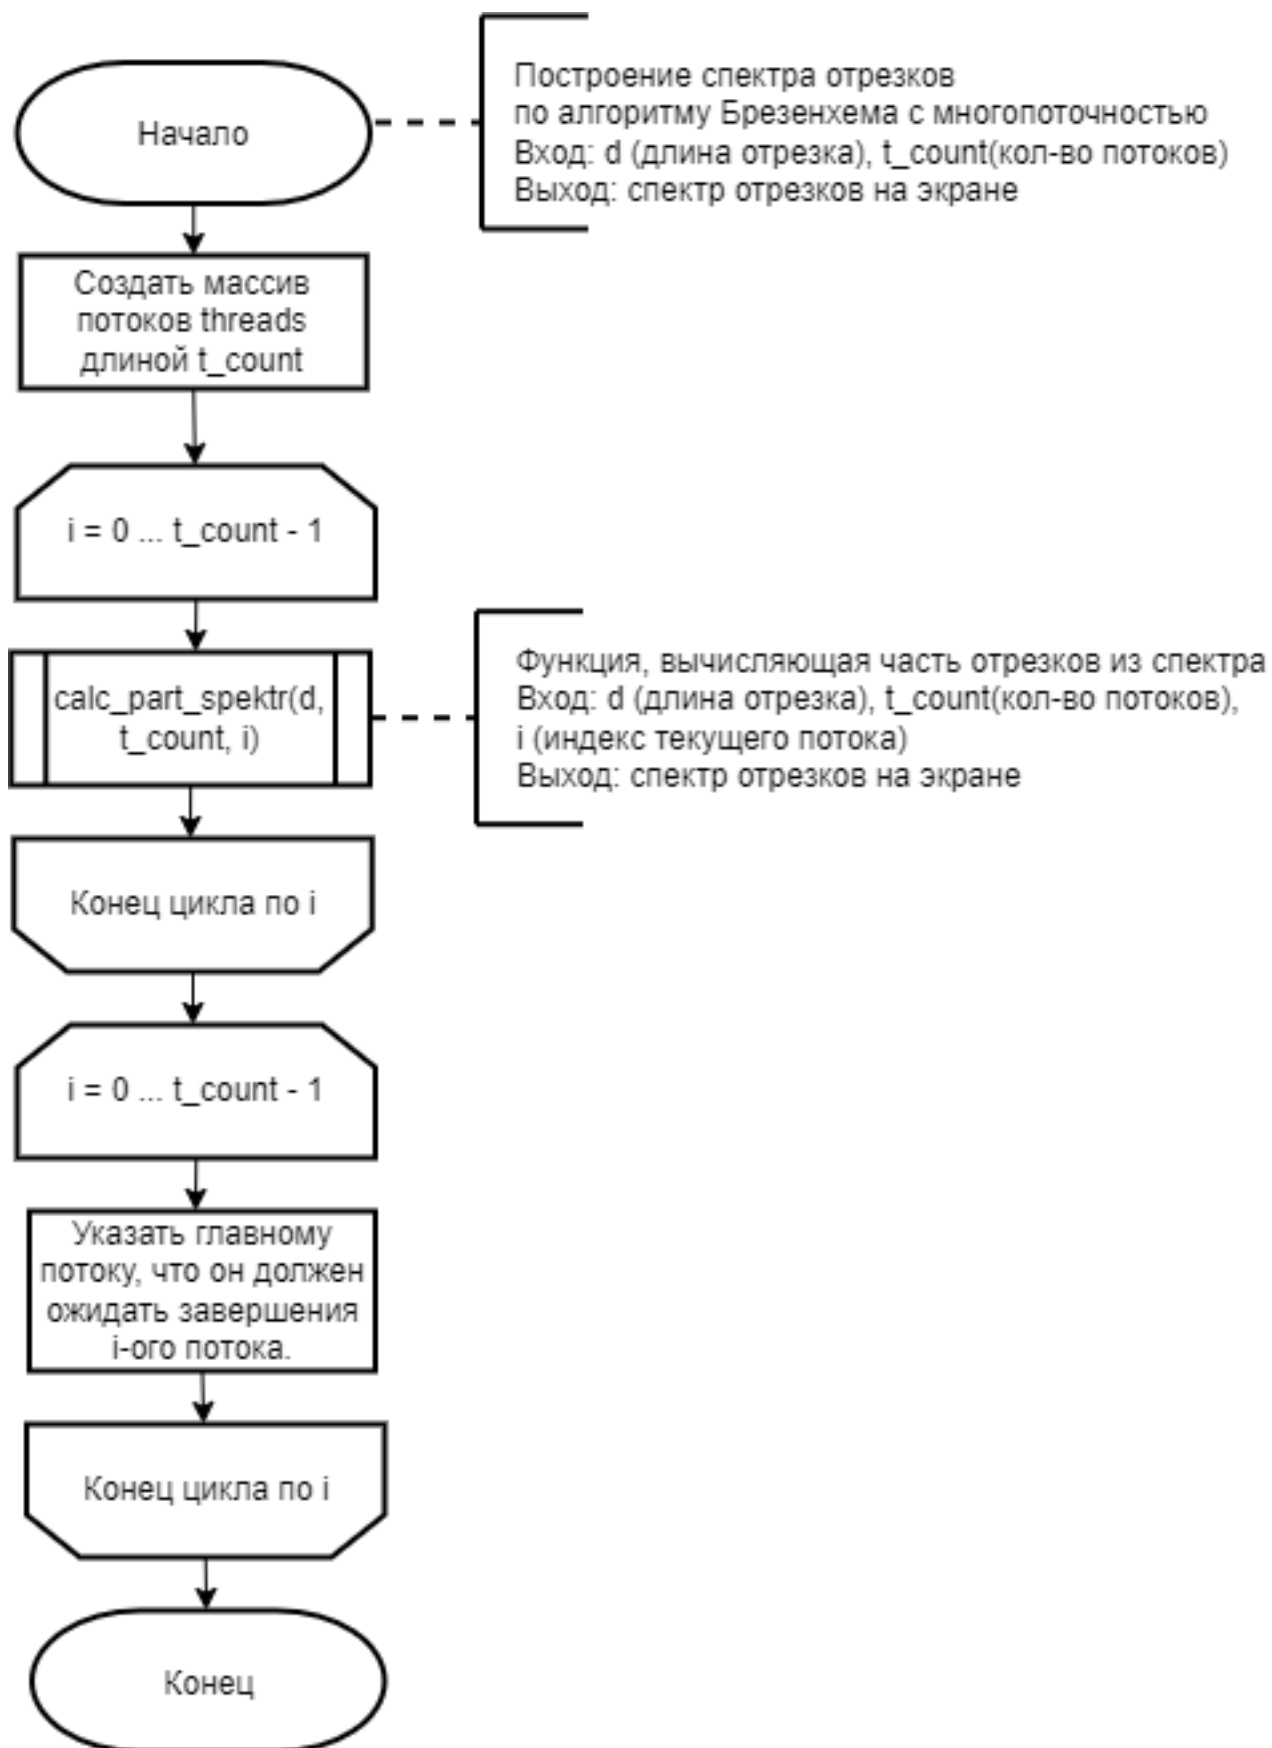 Начало
Построение спектра отрезков
по алгоритму Брезенхема с многопоточностью
Вход: d (длина отрезка), t_count(кол-во потоков)
Выход: спектр отрезков на экране
Создать массив
потоков threads
длиной t_count
i = 0 ... t_count - 1
calc_part_spektr(d,
t_count, i)
Функция, вычисляющая часть отрезков из спектра
Вход: d (длина отрезка), t_count(кол-во потоков),
i (индекс текущего потока)
Выход: спектр отрезков на экране
Конец цикла по i
i = 0 ... t_count - 1
Указать главному
потоку, что он должен
ожидать завершения
i-ого потока.
Конец цикла по i
Конец